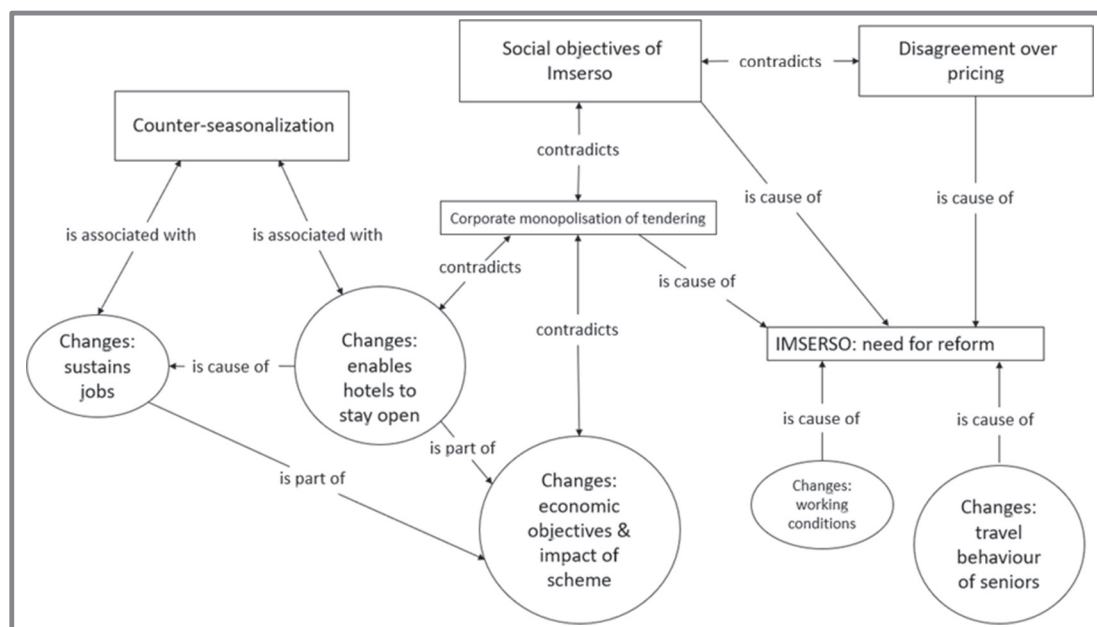 Social objectives of
Imserso
contradicts
Disagreement over
pricing
Counter-seasonalization
contradicts
is cause of
is cause of
Corporate monopolisation of tendering
is associated with
is associated with
contradicts
is cause of
contradicts
Changes:
sustains
jobs
is cause of
Changes:
enables
hotels to
stay open
IMSERSO: need for reform
is part of
is cause of
is cause of
is part of
Changes:
economic
objectives &
impact of
scheme
Changes:
working
conditions
Changes:
travel
behaviour
of seniors